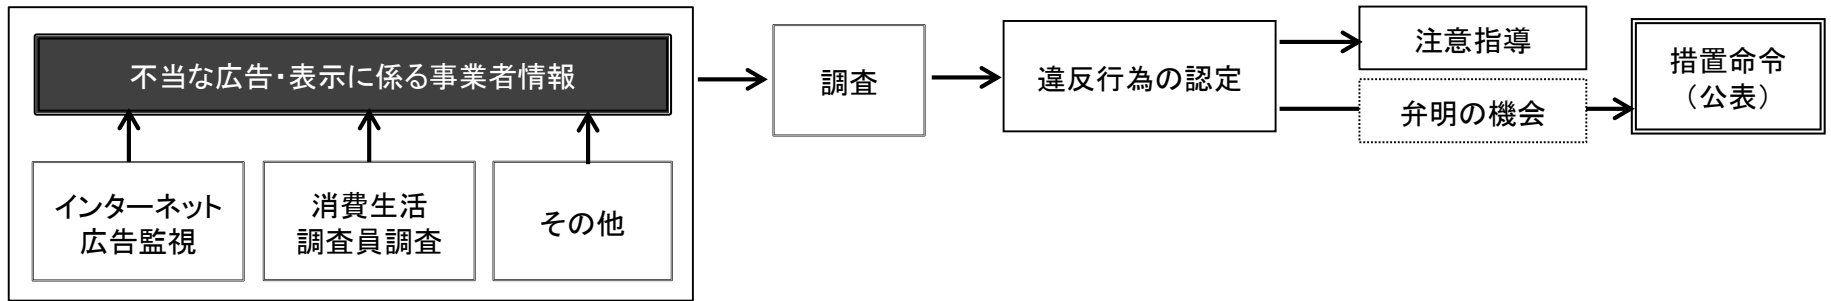 不当な広告・表示に係る事業者情報
インターネット
広告監視
消費生活
調査員調査
その他
調査
違反行為の認定
注意指導
弁明の機会
措置命令
（公表）